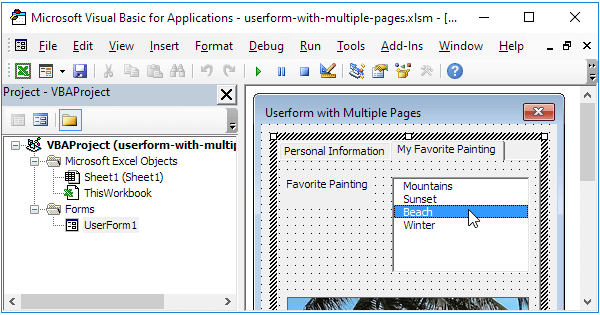 Microsoft Visual Basic for Applications - userform-with-multiple-pages.xlsm - [...
File Edit View Insert Format Debug Run Tools Add-Ins Window Help
Project - VBAProject
VBAProject (userform-with-multip
Microsoft Excel Objects
Sheet1 (Sheet1)
ThisWorkbook
Forms
UserForm1
Userform with Multiple Pages
Personal Information My Favorite Painting
Favorite Painting
Mountains
Sunset
Beach
Winter